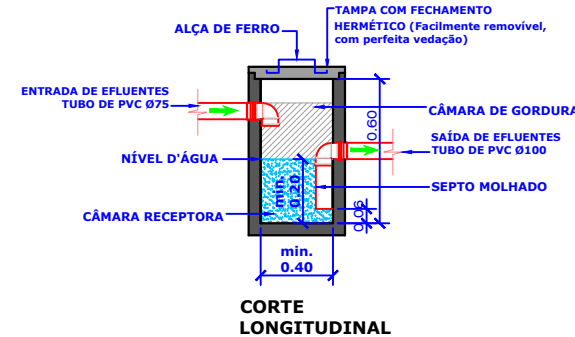 TAMPA COM FECHAMENTO
HERMÉTICO (Facilmente removível,
com perfeita vedação)
ALÇA DE FERRO
ENTRADA DE EFLUENTES
TUBO DE PVC Ø75
CÂMARA DE GORDURA
0.60
SAÍDA DE EFLUENTES
TUBO DE PVC Ø100
NÍVEL D'ÁGUA
min.
0.20
SEPTO MOLHADO
CÂMARA RECEPTORA
0.06
min.
0.40
CORTE
LONGITUDINAL